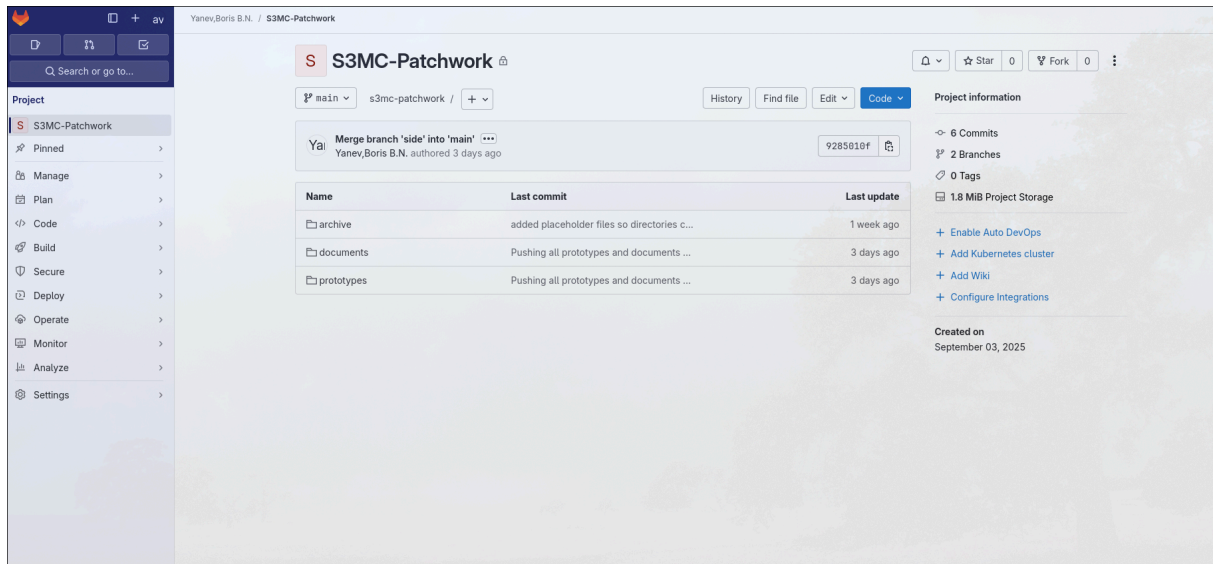 av
Search or go to...
Project
S S3MC-Patchwork
Pinned
Manage
Plan
Code
Build
Secure
Deploy
Operate
Monitor
Analyze
Settings
Yanev,Boris B.N. / S3MC-Patchwork
S S3MC-Patchwork
Star 0 Fork 0
main s3mc-patchwork / +
History Find file Edit Code
Yai Merge branch 'side' into 'main'
Yanev,Boris B.N. authored 3 days ago
9285010f
Name Last commit Last update
archive added placeholder files so directories c... 1 week ago
documents Pushing all prototypes and documents ... 3 days ago
prototypes Pushing all prototypes and documents ... 3 days ago
Project information
6 Commits
2 Branches
0 Tags
1.8 MiB Project Storage
+ Enable Auto DevOps
+ Add Kubernetes cluster
+ Add Wiki
+ Configure Integrations
Created on
September 03, 2025